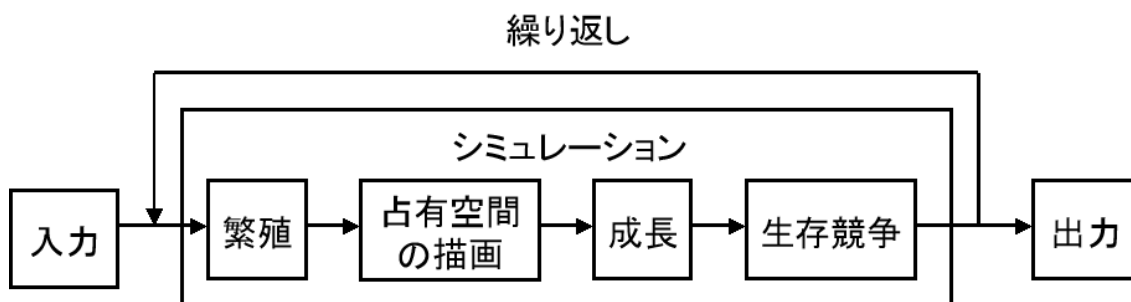 繰り返し
シミュレーション
入力
繁殖
占有空間
の描画
成長
生存競争
出力